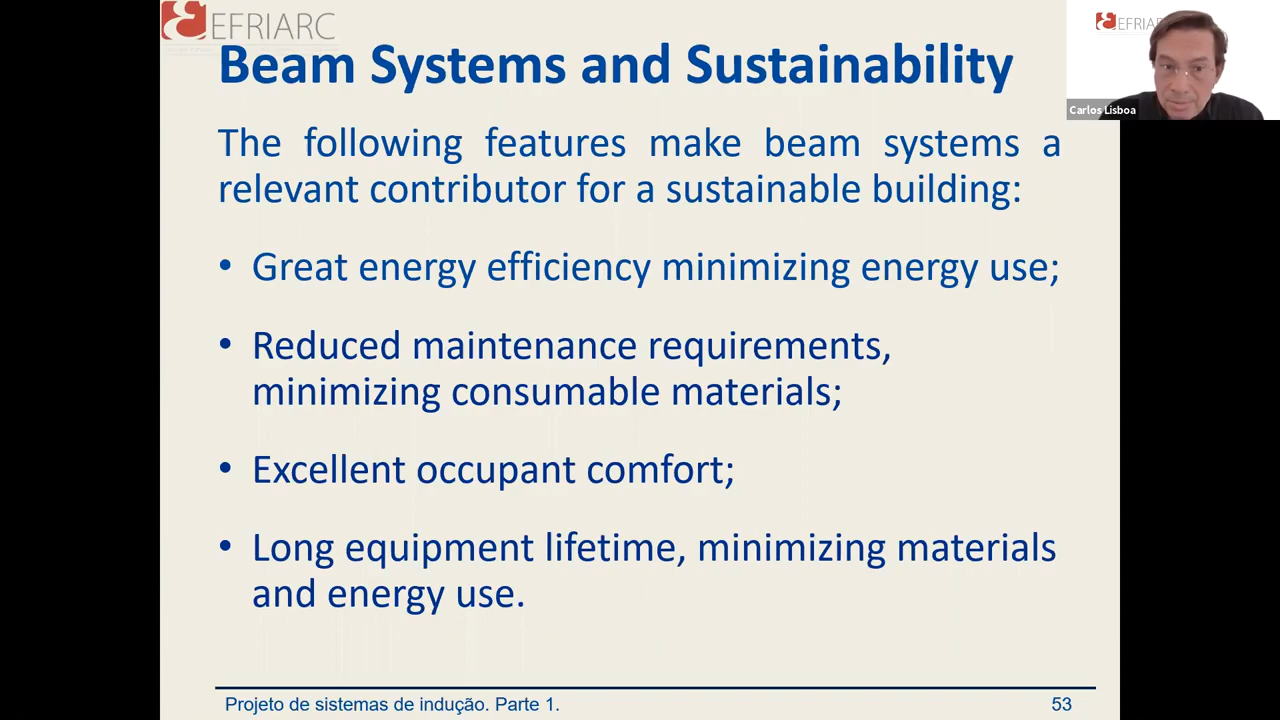 EFRIARC
Beam Systems and Sustainability
The following features make beam systems a
relevant contributor for a sustainable building:
• Great energy efficiency minimizing energy use;
• Reduced maintenance requirements,
minimizing consumable materials;
• Excellent occupant comfort;
• Long equipment lifetime, minimizing materials
and energy use.
Projeto de sistemas de indução. Parte 1.
53
EFRIARC
Carlos Lisboa